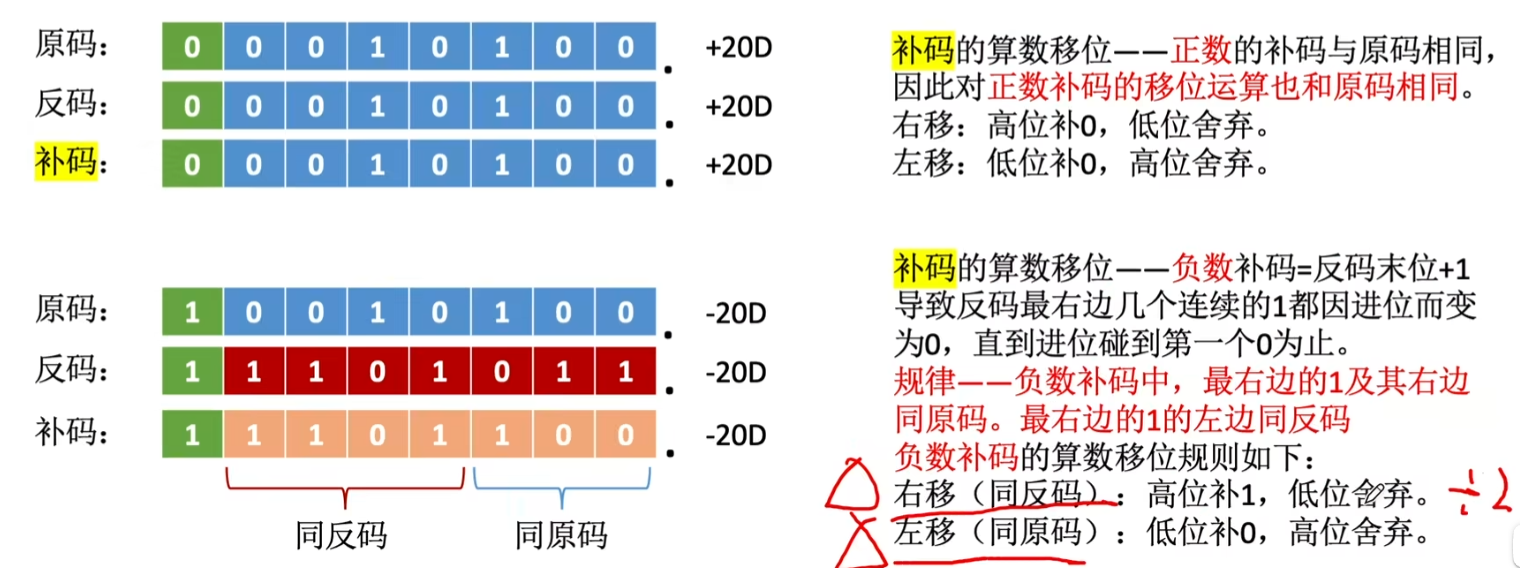 原码： 0 0 0 1 0 1 0 0 . +20D
反码： 0 0 0 1 0 1 0 0 . +20D
补码： 0 0 0 1 0 1 0 0 . +20D
补码的算数移位——正数的补码与原码相同，
因此对正数补码的移位运算也和原码相同。
右移：高位补0，低位舍弃。
左移：低位补0，高位舍弃。
原码： 1 0 0 1 0 1 0 0 . -20D
反码： 1 1 1 0 1 0 1 1 . -20D
补码： 1 1 1 0 1 1 0 0 . -20D
同反码 同原码
补码的算数移位——负数补码=反码末位+1
导致反码最右边几个连续的1都因进位而变
为0，直到进位碰到第一个0为止。
规律——负数补码中，最右边的1及其右边
同原码。最右边的1的左边同反码
负数补码的算数移位规则如下：
右移（同反码）：高位补1，低位舍弃。 ÷2
左移（同原码）：低位补0，高位舍弃。